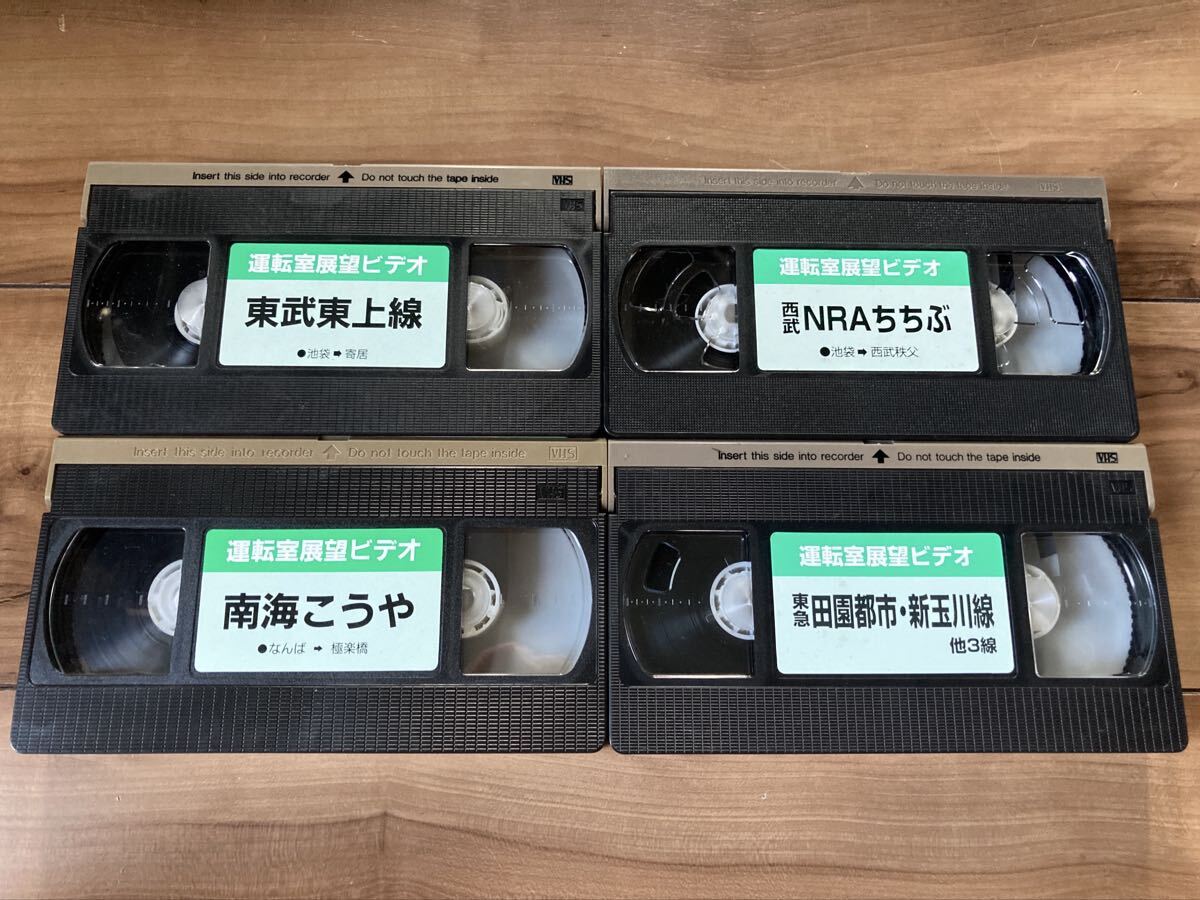 Insert this side into recorder ⬆ Do not touch the tape inside VHS
VHS
運転室展望ビデオ
東武東上線
●池袋➡寄居
Insert this side into recorder ⬆ Do not touch the tape inside VHS
運転室展望ビデオ
西武 NRAちちぶ
●池袋➡西武秩父
Insert this side into recorder ⬆ Do not touch the tape inside VHS
VHS
運転室展望ビデオ
南海こうや
●なんば ➡ 極楽橋
Insert this side into recorder ⬆ Do not touch the tape inside VHS
VHS
運転室展望ビデオ
東急 田園都市・新玉川線
他3線